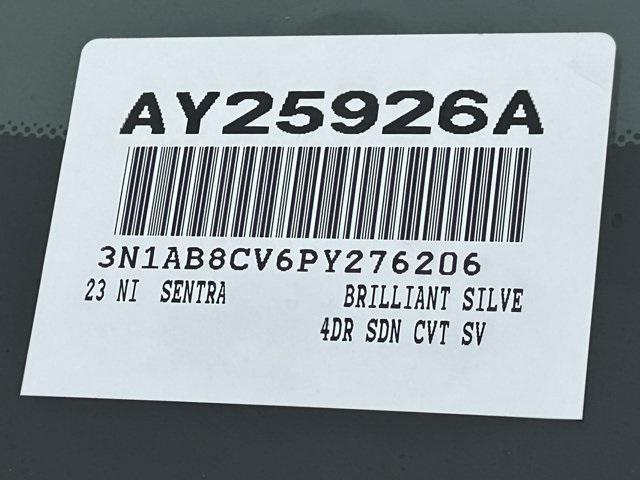 AY25926A
3N1AB8CV6PY276206
23 NI SENTRA BRILLIANT SILVE
4DR SDN CVT SV